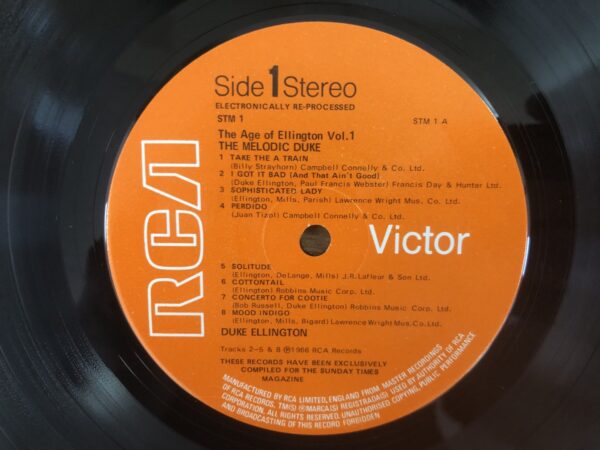 Side 1 Stereo
ELECTRONICALLY RE-PROCESSED
STM 1
STM 1 A
The Age of Ellington Vol.1
THE MELODIC DUKE
1 TAKE THE A TRAIN
(Billy Strayhorn) Campbell Connelly & Co. Ltd.
2 I GOT IT BAD (And That Ain't Good)
(Duke Ellington, Paul Francis Webster) Francis Day & Hunter Ltd.
3 SOPHISTICATED LADY
(Ellington, Mills, Parish) Lawrence Wright Mus. Co. Ltd.
4 PERDIDO
(Juan Tizol) Campbell Connelly & Co. Ltd.
RCA
Victor
5 SOLITUDE
(Ellington, DeLange, Mills) J.R.Lafleur & Son Ltd.
6 COTTONTAIL
(Ellington) Robbins Music Corp. Ltd.
7 CONCERTO FOR COOTIE
(Bob Russell, Duke Ellington) Robbins Music Corp. Ltd.
8 MOOD INDIGO
(Ellington, Mills, Bigard) Lawrence Wright Mus. Co. Ltd.
DUKE ELLINGTON
Tracks 2-6 & 8 ℗1966 RCA Records
THESE RECORDS HAVE BEEN EXCLUSIVELY
COMPILED FOR THE SUNDAY TIMES
MAGAZINE
MANUFACTURED BY RCA LIMITED, ENGLAND FROM MASTER RECORDINGS
OF RCA RECORDS. TM(S) ® MARCA(S) REGISTRADA(S) USED BY AUTHORITY OF RCA
CORPORATION. ALL RIGHTS RESERVED. UNAUTHORISED COPYING, PUBLIC PERFORMANCE
AND BROADCASTING OF THIS RECORD FORBIDDEN